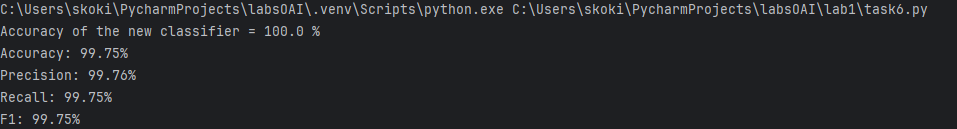 C:\Users\skoki\PycharmProjects\labsOAI\.venv\Scripts\python.exe C:\Users\skoki\PycharmProjects\labsOAI\lab1\task6.py
Accuracy of the new classifier = 100.0 %
Accuracy: 99.75%
Precision: 99.76%
Recall: 99.75%
F1: 99.75%